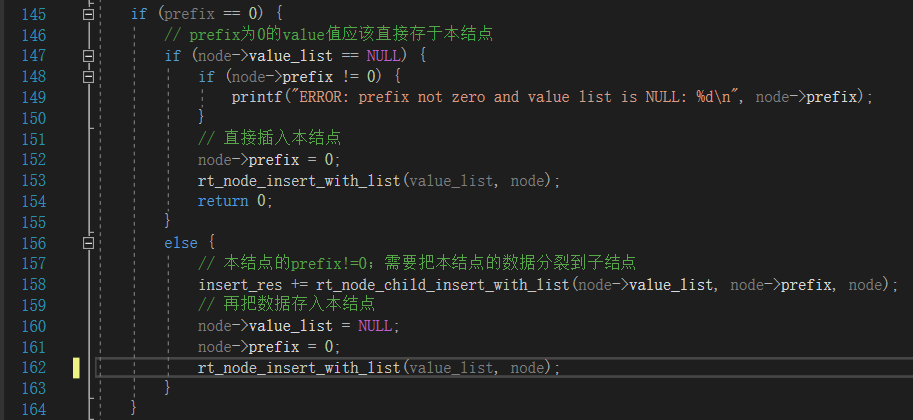 145 if (prefix == 0) {
146 // prefix为0的value值应该直接存于本结点
147 if (node->value_list == NULL) {
148 if (node->prefix != 0) {
149 printf("ERROR: prefix not zero and value list is NULL: %d\n", node->prefix);
150 }
151 // 直接插入本结点
152 node->prefix = 0;
153 rt_node_insert_with_list(value_list, node);
154 return 0;
155 }
156 else {
157 // 本结点的prefix!=0；需要把本结点的数据分裂到子结点
158 insert_res += rt_node_child_insert_with_list(node->value_list, node->prefix, node);
159 // 再把数据存入本结点
160 node->value_list = NULL;
161 node->prefix = 0;
162 rt_node_insert_with_list(value_list, node);
163 }
164 }